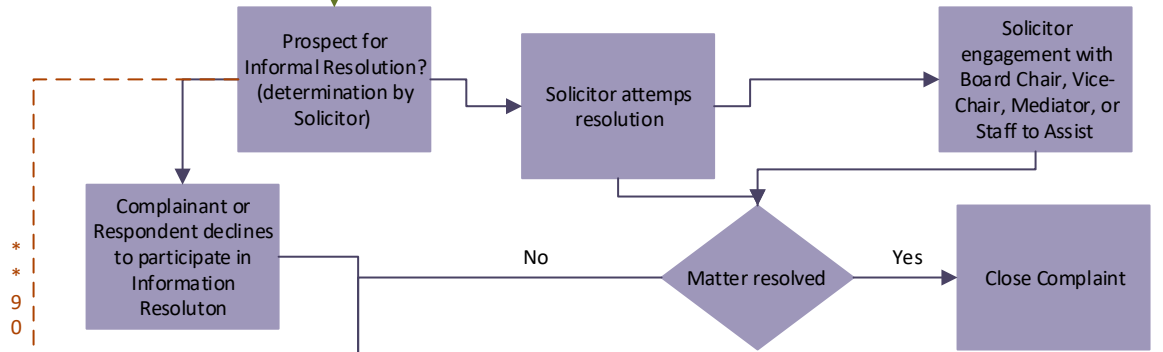 Prospect for
Informal Resolution?
(determination by
Solicitor)
Solicitor attemps
resolution
Solicitor
engagement with
Board Chair, Vice-
Chair, Mediator, or
Staff to Assist
Complainant or
Respondent declines
to participate in
Information
Resoluton
No
Matter resolved
Yes
Close Complaint
*
*
9
0